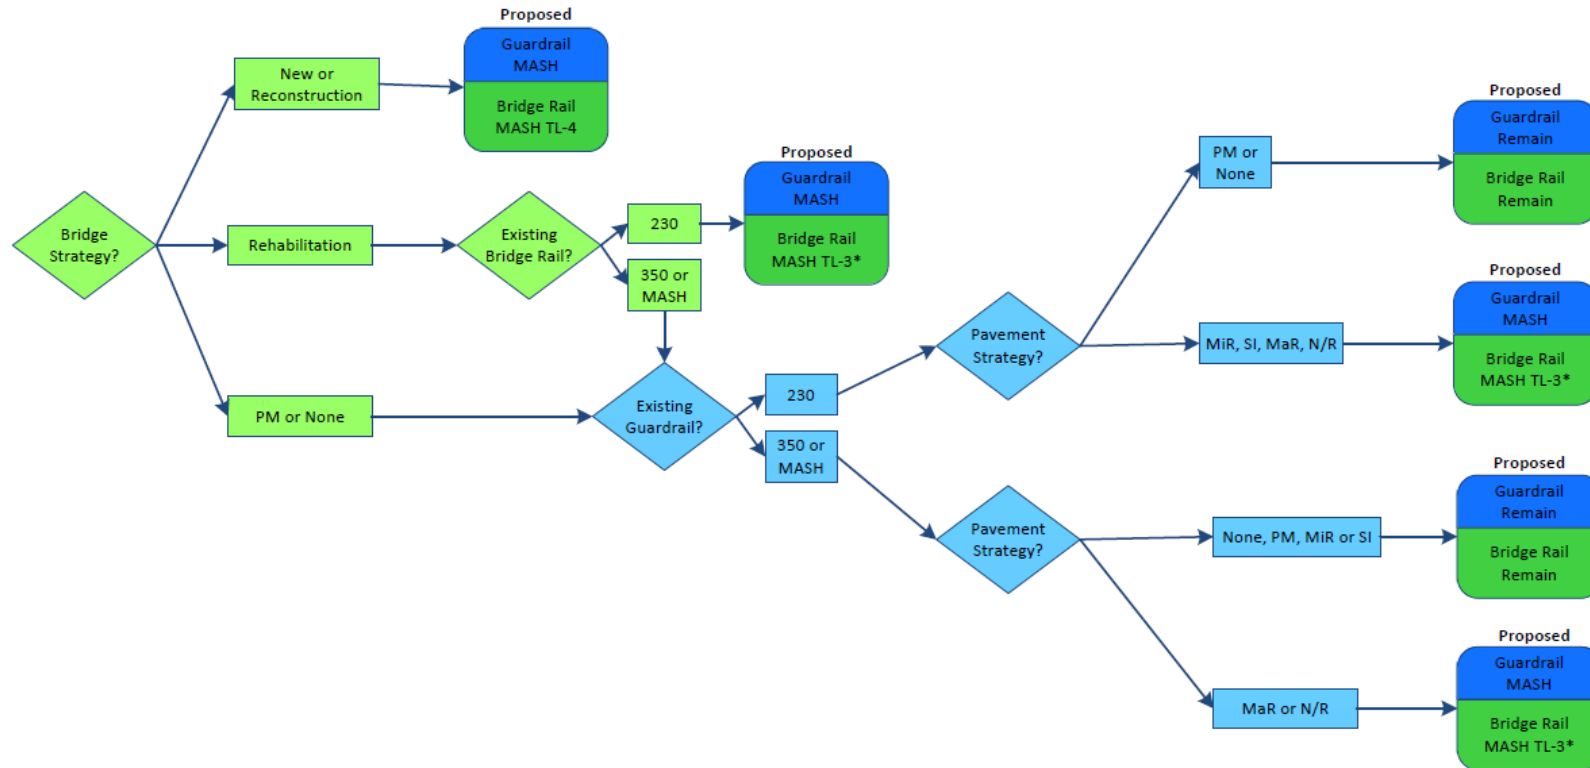 Proposed
Guardrail
MASH
Bridge Rail
MASH TL-4
New or
Reconstruction
Proposed
Guardrail
Remain
Bridge Rail
Remain
PM or
None
Proposed
Guardrail
MASH
Bridge Rail
MASH TL-3*
Bridge
Strategy?
Rehabilitation
Existing
Bridge Rail?
230
350 or
MASH
Proposed
Guardrail
MASH
Bridge Rail
MASH TL-3*
Pavement
Strategy?
MiR, SI, MaR, N/R
PM or None
Existing
Guardrail?
230
350 or
MASH
Proposed
Guardrail
Remain
Bridge Rail
Remain
Pavement
Strategy?
None, PM, MiR or SI
Proposed
Guardrail
MASH
Bridge Rail
MASH TL-3*
MaR or N/R